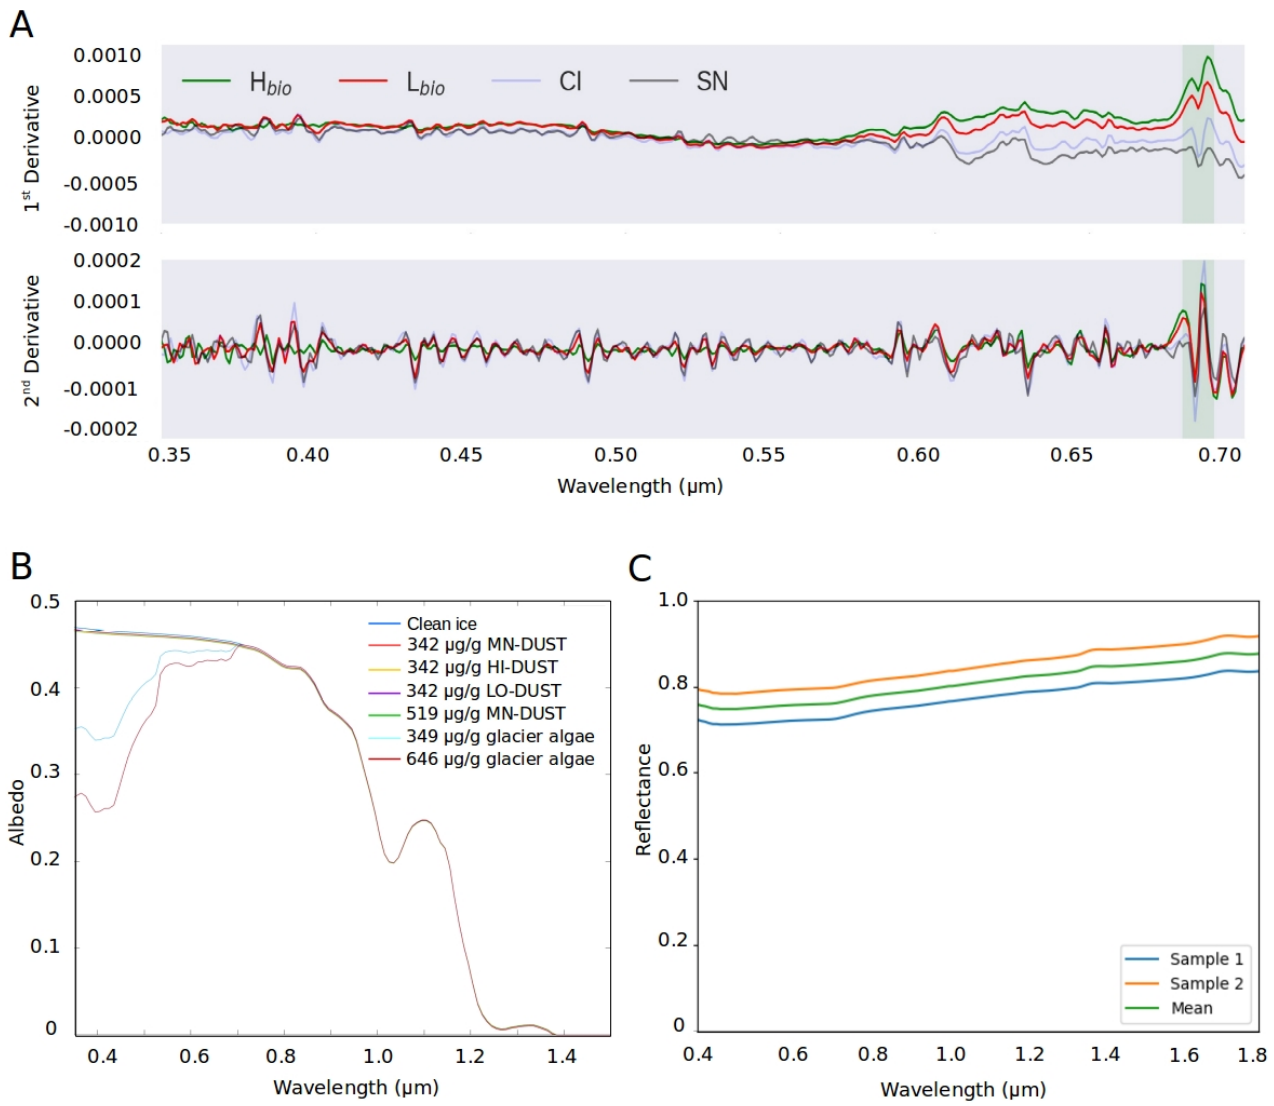 A
1st Derivative
0.0010
0.0005
0.0000
-0.0005
-0.0010
Hbio
Lbio
CI
SN
2nd Derivative
0.0002
0.0001
0.0000
-0.0001
-0.0002
0.35 0.40 0.45 0.50 0.55 0.60 0.65 0.70
Wavelength (µm)
B
Albedo
0.5
0.4
0.3
0.2
0.1
0
Clean ice
342 µg/g MN-DUST
342 µg/g HI-DUST
342 µg/g LO-DUST
519 µg/g MN-DUST
349 µg/g glacier algae
646 µg/g glacier algae
0.4 0.6 0.8 1.0 1.2 1.4
Wavelength (µm)
C
Reflectance
1.0
0.8
0.6
0.4
0.2
0
Sample 1
Sample 2
Mean
0.4 0.6 0.8 1.0 1.2 1.4 1.6 1.8
Wavelength (µm)